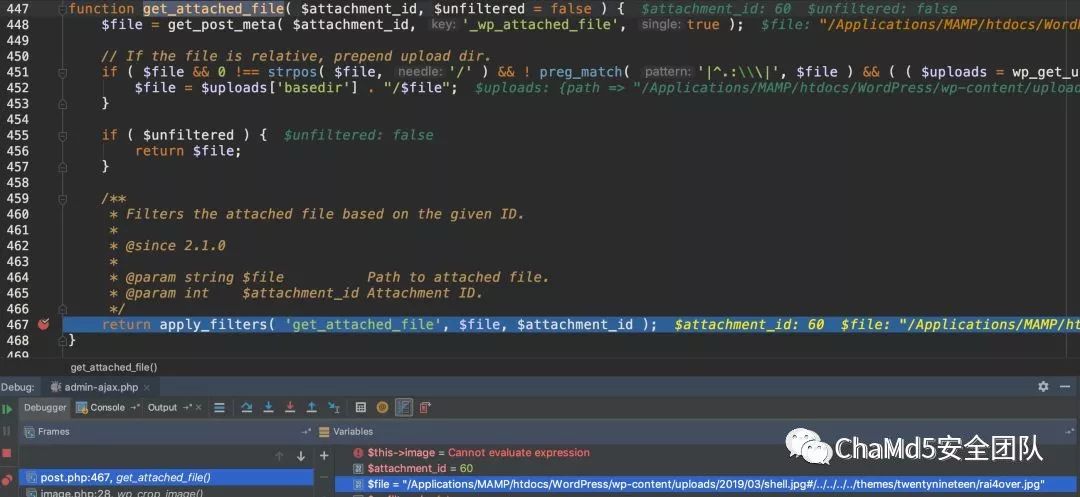 447 function get_attached_file( $attachment_id, $unfiltered = false ) { $attachment_id: 60 $unfiltered: false
448 $file = get_post_meta( $attachment_id, key: '_wp_attached_file', single: true ); $file: "/Applications/MAMP/htdocs/Word
449
450 // If the file is relative, prepend upload dir.
451 if ( $file && 0 !== strpos( $file, needle: '/' ) && ! preg_match( pattern: '|^.:\\\|', $file ) && ( ( $uploads = wp_get_u
452 $file = $uploads['basedir'] . "/$file"; $uploads: {path => "/Applications/MAMP/htdocs/WordPress/wp-content/upload
453 }
454
455 if ( $unfiltered ) { $unfiltered: false
456 return $file;
457 }
458
459 /**
460 * Filters the attached file based on the given ID.
461 *
462 * @since 2.1.0
463 *
464 * @param string $file Path to attached file.
465 * @param int $attachment_id Attachment ID.
466 */
467 return apply_filters( 'get_attached_file', $file, $attachment_id ); $attachment_id: 60 $file: "/Applications/MAMP/ht
468 }
469
get_attached_file()
Debug: admin-ajax.php
Debugger Console Output
Frames Variables
$this->image = Cannot evaluate expression
$attachment_id = 60
post.php:467, get_attached_file()
$file = "/Applications/MAMP/htdocs/WordPress/wp-content/uploads/2019/03/shell.jpg#/../../../../themes/twentynineteen/rai4over.jpg"
image.php:28, wp_crop_image()
ChaMd5安全团队